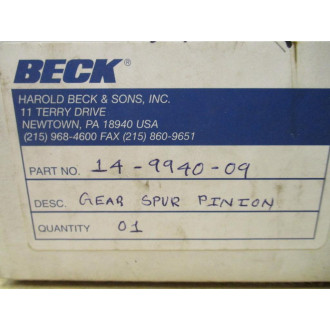 BECK®
HAROLD BECK & SONS, INC.
11 TERRY DRIVE
NEWTOWN, PA 18940 USA
(215) 968-4600 FAX (215) 860-9651
PART NO. 14-9940-09
DESC. GEAR SPUR PINION
QUANTITY 01